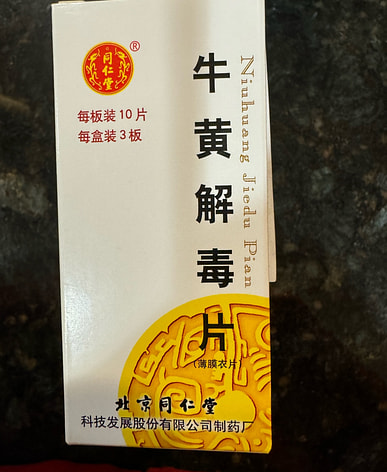 同仁堂
®
每板装10片
每盒装3板
牛黄解毒片
Niuhuang Jiedu Pian
(薄膜衣片)
北京同仁堂
科技发展股份有限公司制药厂